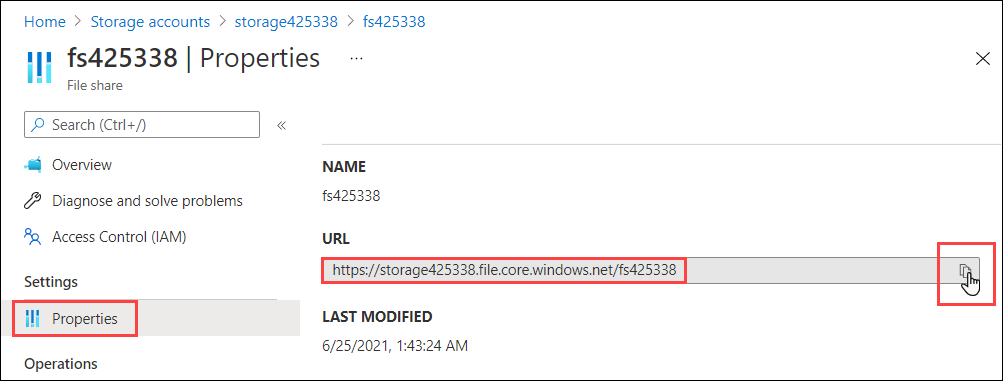 Home > Storage accounts > storage425338 > fs425338
fs425338 | Properties ...
File share
Search (Ctrl+/) «
Overview
Diagnose and solve problems
Access Control (IAM)
Settings
Properties
Operations
NAME
fs425338
URL
https://storage425338.file.core.windows.net/fs425338
LAST MODIFIED
6/25/2021, 1:43:24 AM